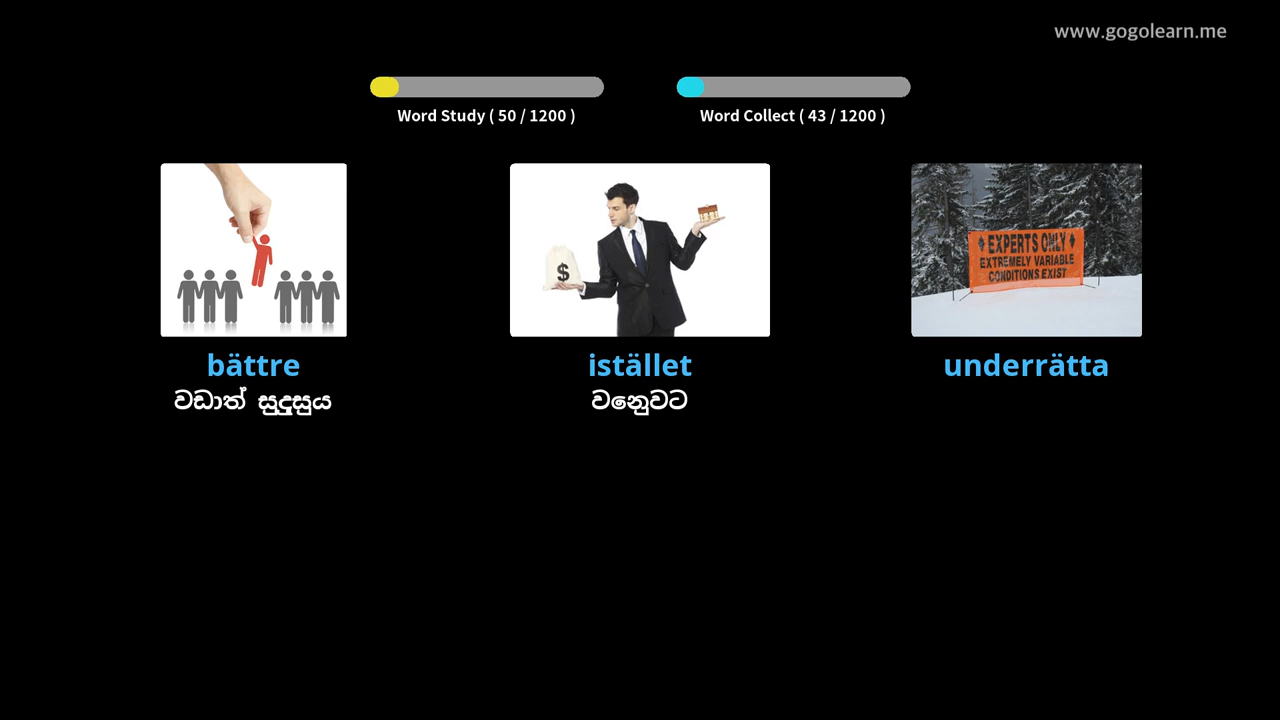 www.gogolearn.me
Word Study ( 50 / 1200 )
Word Collect ( 43 / 1200 )
$
EXPERTS ONLY
EXTREMELY VARIABLE
CONDITIONS EXIST
bättre
istället
underrätta
වඩාත් සුදුසුය
වෙනුවට